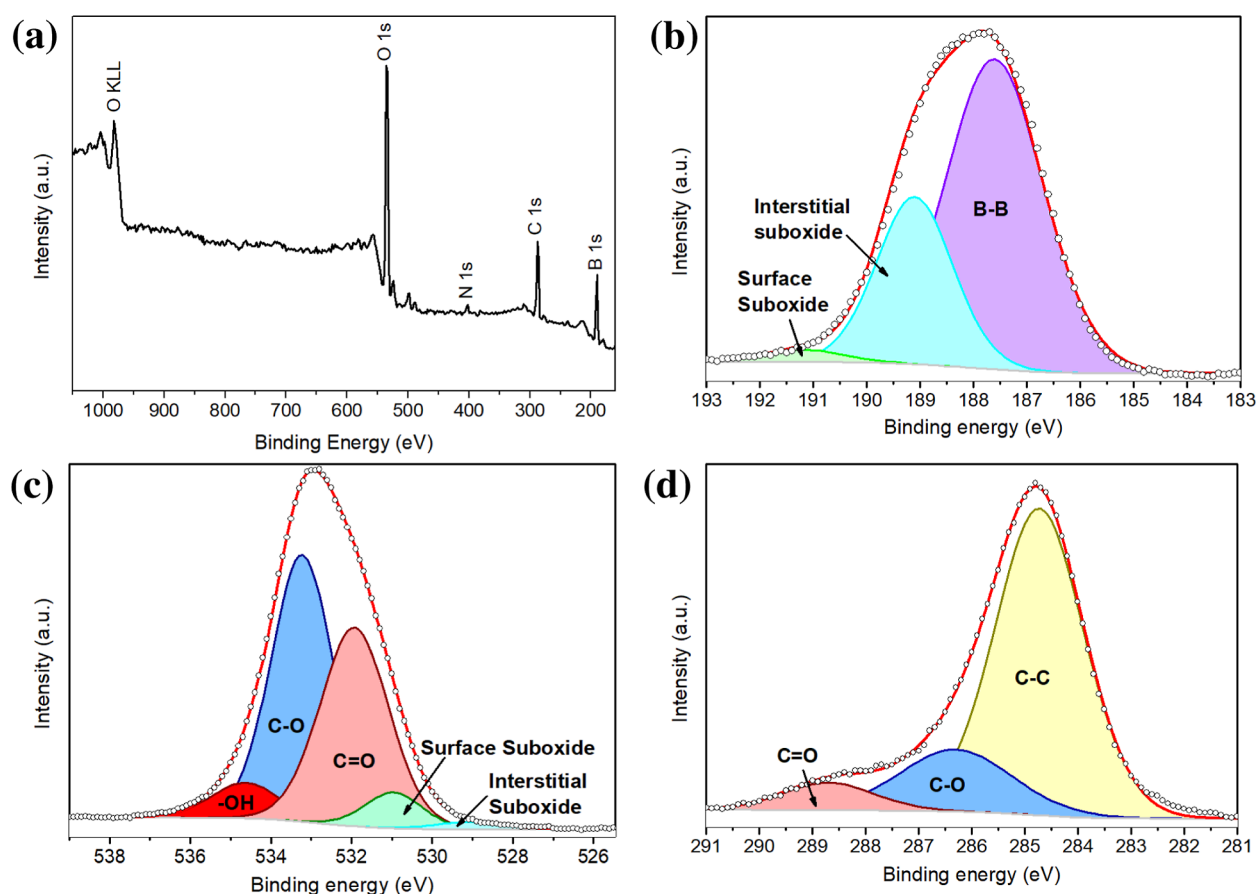 (a)
O KLL
O 1s
N 1s
C 1s
B 1s
Intensity (a.u.)
1000 900 800 700 600 500 400 300 200
Binding Energy (eV)
(b)
Interstitial
suboxide
B-B
Surface
Suboxide
Intensity (a.u.)
193 192 191 190 189 188 187 186 185 184 183
Binding energy (eV)
(c)
C-O
C=O
-OH
Surface Suboxide
Interstitial
Suboxide
Intensity (a.u.)
538 536 534 532 530 528 526
Binding energy (eV)
(d)
C-C
C=O
C-O
Intensity (a.u.)
291 290 289 288 287 286 285 284 283 282 281
Binding energy (eV)